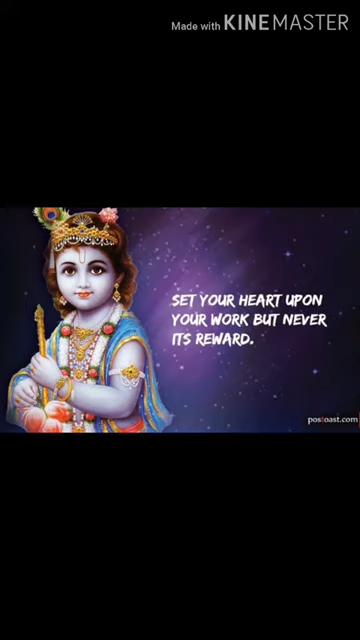 Made with KINEMASTER
SET YOUR HEART UPON
YOUR WORK BUT NEVER
ITS REWARD.
postoast.com